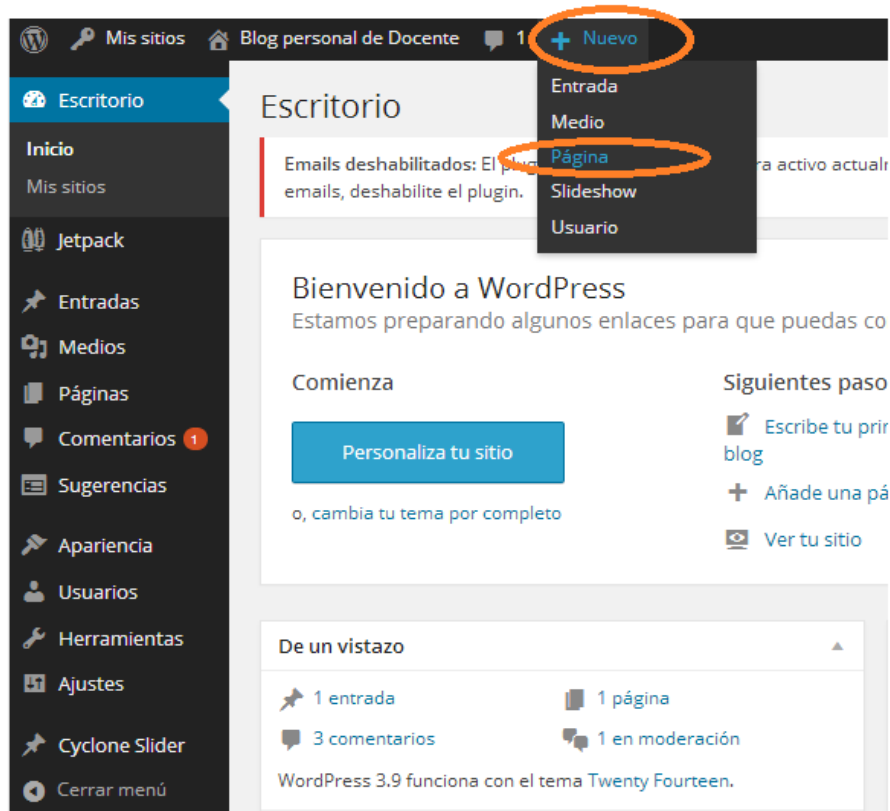 Mis sitios Blog personal de Docente 1 + Nuevo
Entrada
Medio
Página
Slideshow
Usuario
Escritorio
Inicio
Mis sitios
Jetpack
Entradas
Medios
Páginas
Comentarios 1
Sugerencias
Apariencia
Usuarios
Herramientas
Ajustes
Cyclone Slider
Cerrar menú
Escritorio
Emails deshabilitados: El ra activo actual
emails, deshabilite el plugin.
Bienvenido a WordPress
Estamos preparando algunos enlaces para que puedas co
Comienza
Personaliza tu sitio
o, cambia tu tema por completo
Siguientes paso
Escribe tu prir
blog
Añade una pá
Ver tu sitio
De un vistazo
1 entrada 1 página
3 comentarios 1 en moderación
WordPress 3.9 funciona con el tema Twenty Fourteen.